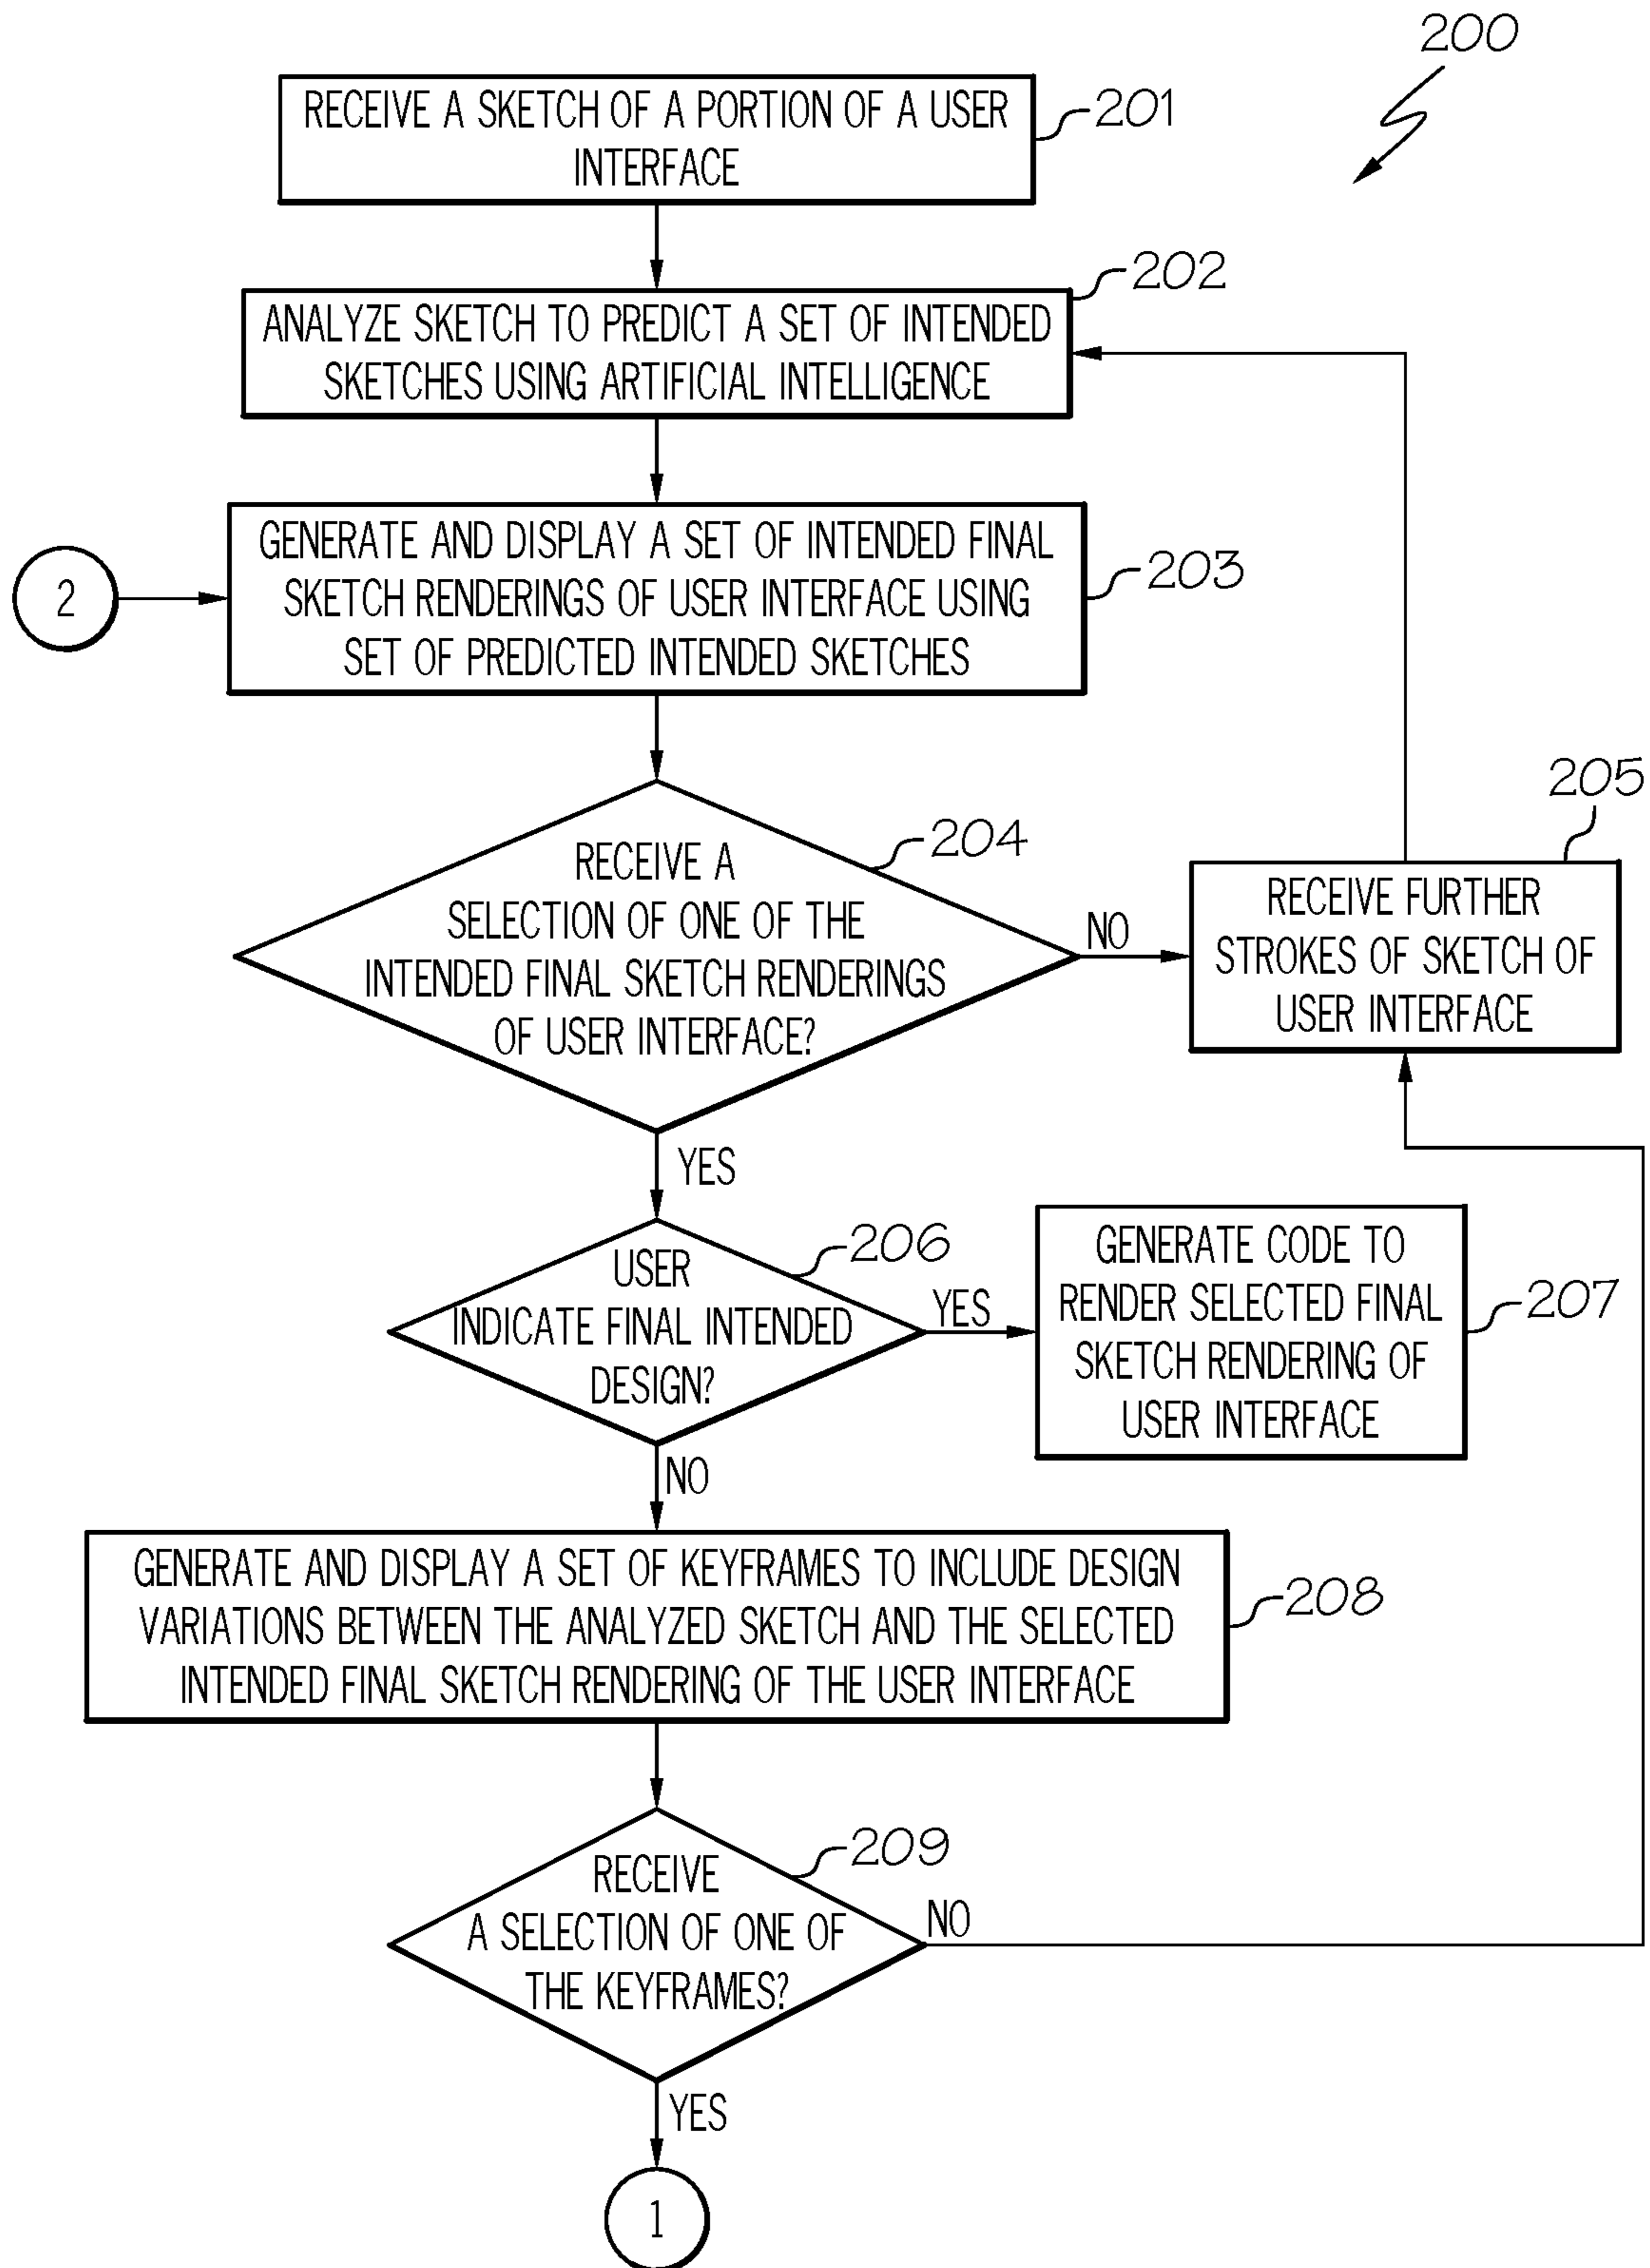 200
RECEIVE A SKETCH OF A PORTION OF A USER
INTERFACE
201
202
ANALYZE SKETCH TO PREDICT A SET OF INTENDED
SKETCHES USING ARTIFICIAL INTELLIGENCE
GENERATE AND DISPLAY A SET OF INTENDED FINAL
SKETCH RENDERINGS OF USER INTERFACE USING
SET OF PREDICTED INTENDED SKETCHES
203
2
204
RECEIVE A
SELECTION OF ONE OF THE
INTENDED FINAL SKETCH RENDERINGS
OF USER INTERFACE?
NO
205
RECEIVE FURTHER
STROKES OF SKETCH OF
USER INTERFACE
YES
206
USER
INDICATE FINAL INTENDED
DESIGN?
YES
GENERATE CODE TO
RENDER SELECTED FINAL
SKETCH RENDERING OF
USER INTERFACE
207
NO
GENERATE AND DISPLAY A SET OF KEYFRAMES TO INCLUDE DESIGN
VARIATIONS BETWEEN THE ANALYZED SKETCH AND THE SELECTED
INTENDED FINAL SKETCH RENDERING OF THE USER INTERFACE
208
209
RECEIVE
A SELECTION OF ONE OF
THE KEYFRAMES?
NO
YES
1